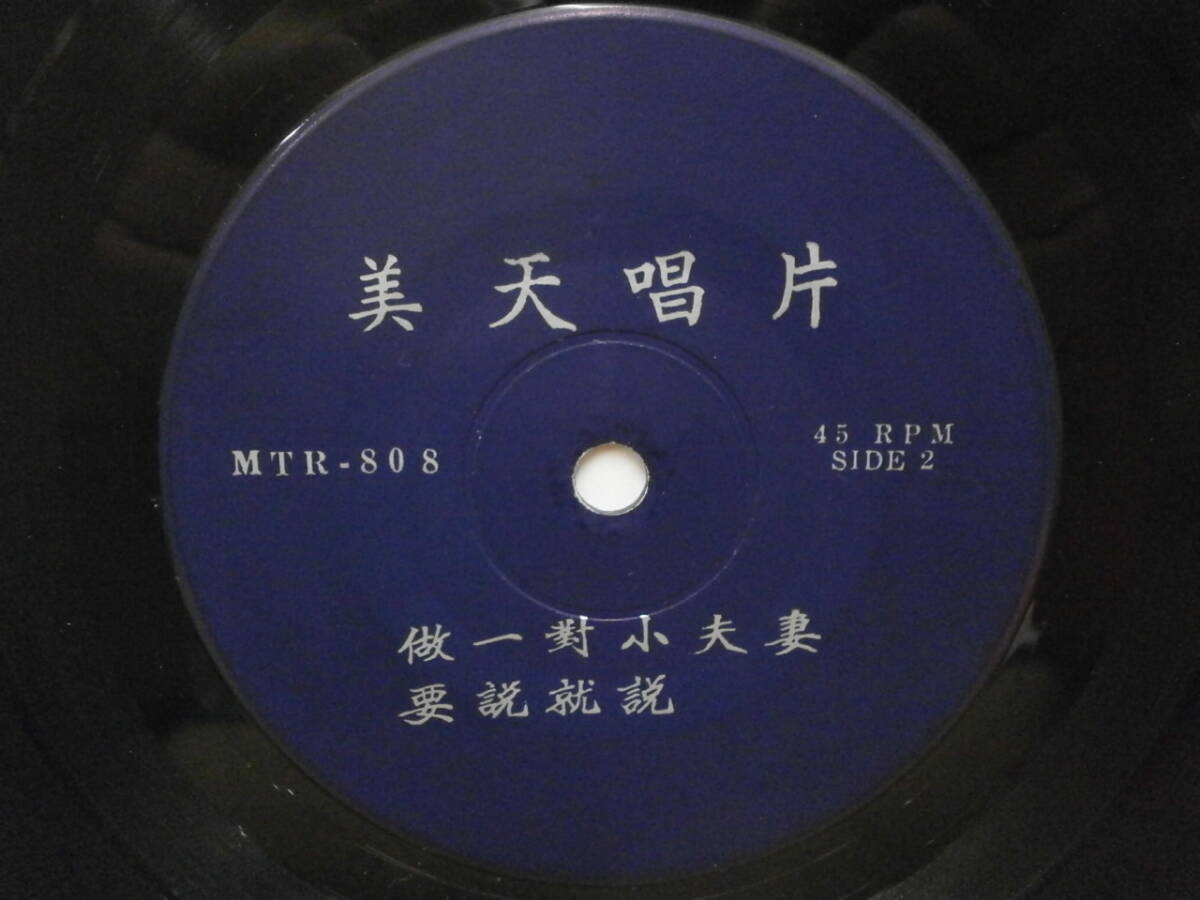 美天唱片
MTR-808
45 RPM
SIDE 2
做一對小夫妻
要説就説